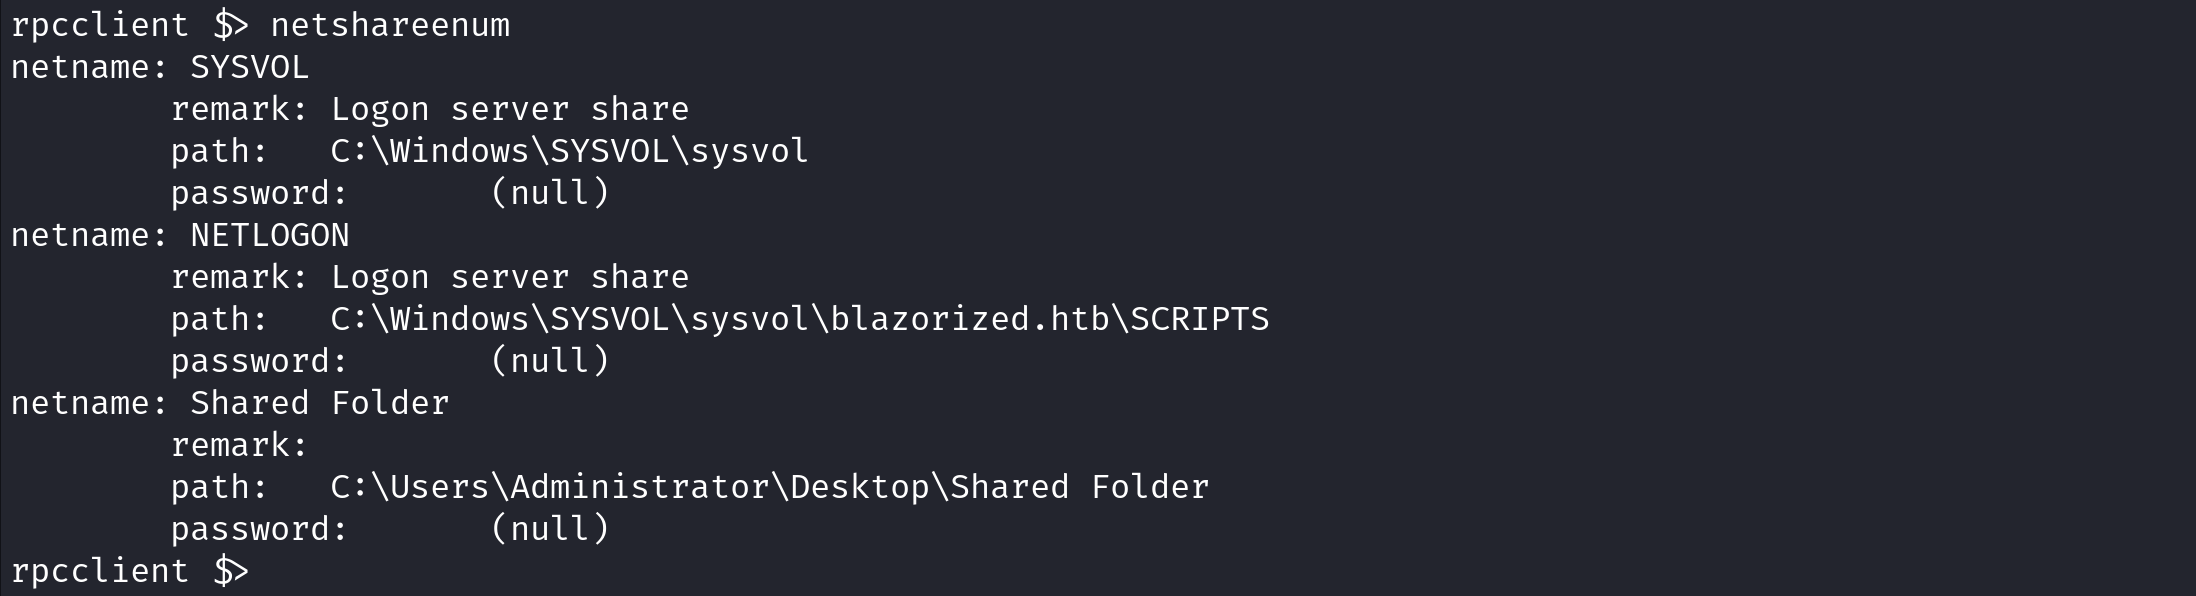 rpcclient $> netshareenum
netname: SYSVOL
        remark: Logon server share
        path:   C:\Windows\SYSVOL\sysvol
        password:       (null)
netname: NETLOGON
        remark: Logon server share
        path:   C:\Windows\SYSVOL\sysvol\blazorized.htb\SCRIPTS
        password:       (null)
netname: Shared Folder
        remark:
        path:   C:\Users\Administrator\Desktop\Shared Folder
        password:       (null)
rpcclient $>